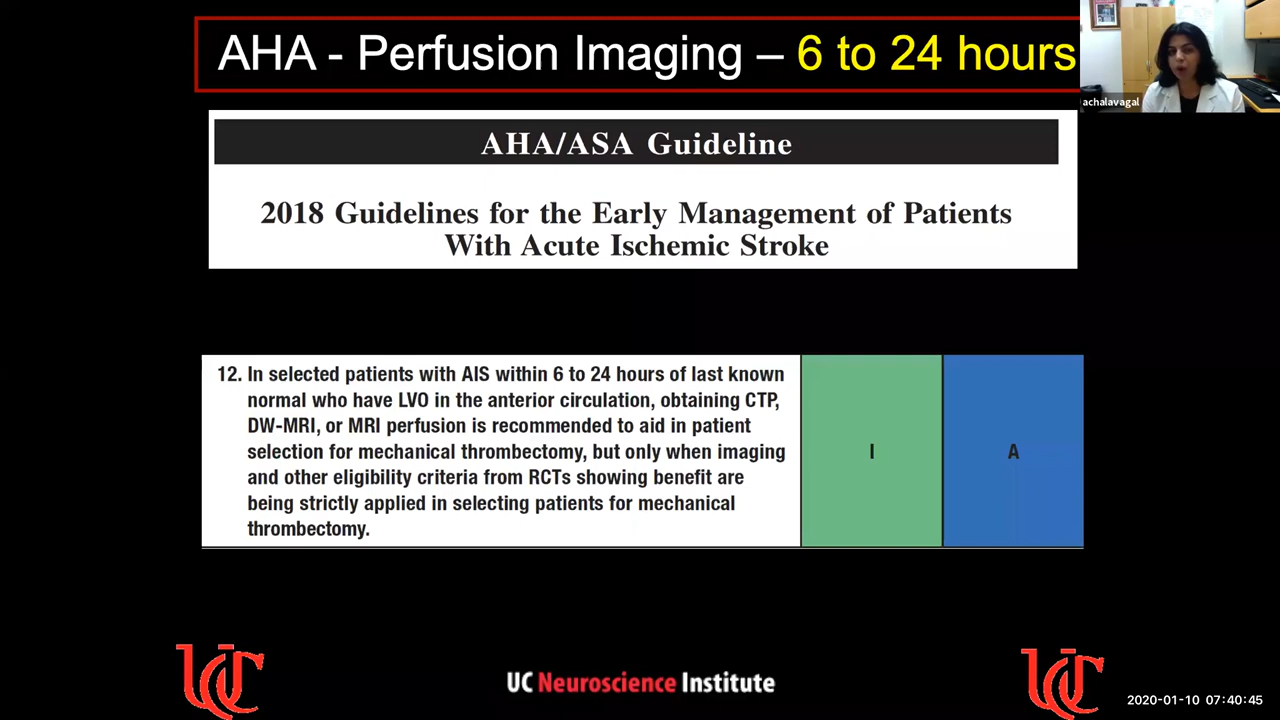 AHA - Perfusion Imaging – 6 to 24 hours
achalavagal
AHA/ASA Guideline
2018 Guidelines for the Early Management of Patients
With Acute Ischemic Stroke
12. In selected patients with AIS within 6 to 24 hours of last known
normal who have LVO in the anterior circulation, obtaining CTP,
DW-MRI, or MRI perfusion is recommended to aid in patient
selection for mechanical thrombectomy, but only when imaging
and other eligibility criteria from RCTs showing benefit are
being strictly applied in selecting patients for mechanical
thrombectomy.
I
A
UC
UC Neuroscience Institute
UC
2020-01-10 07:40:45